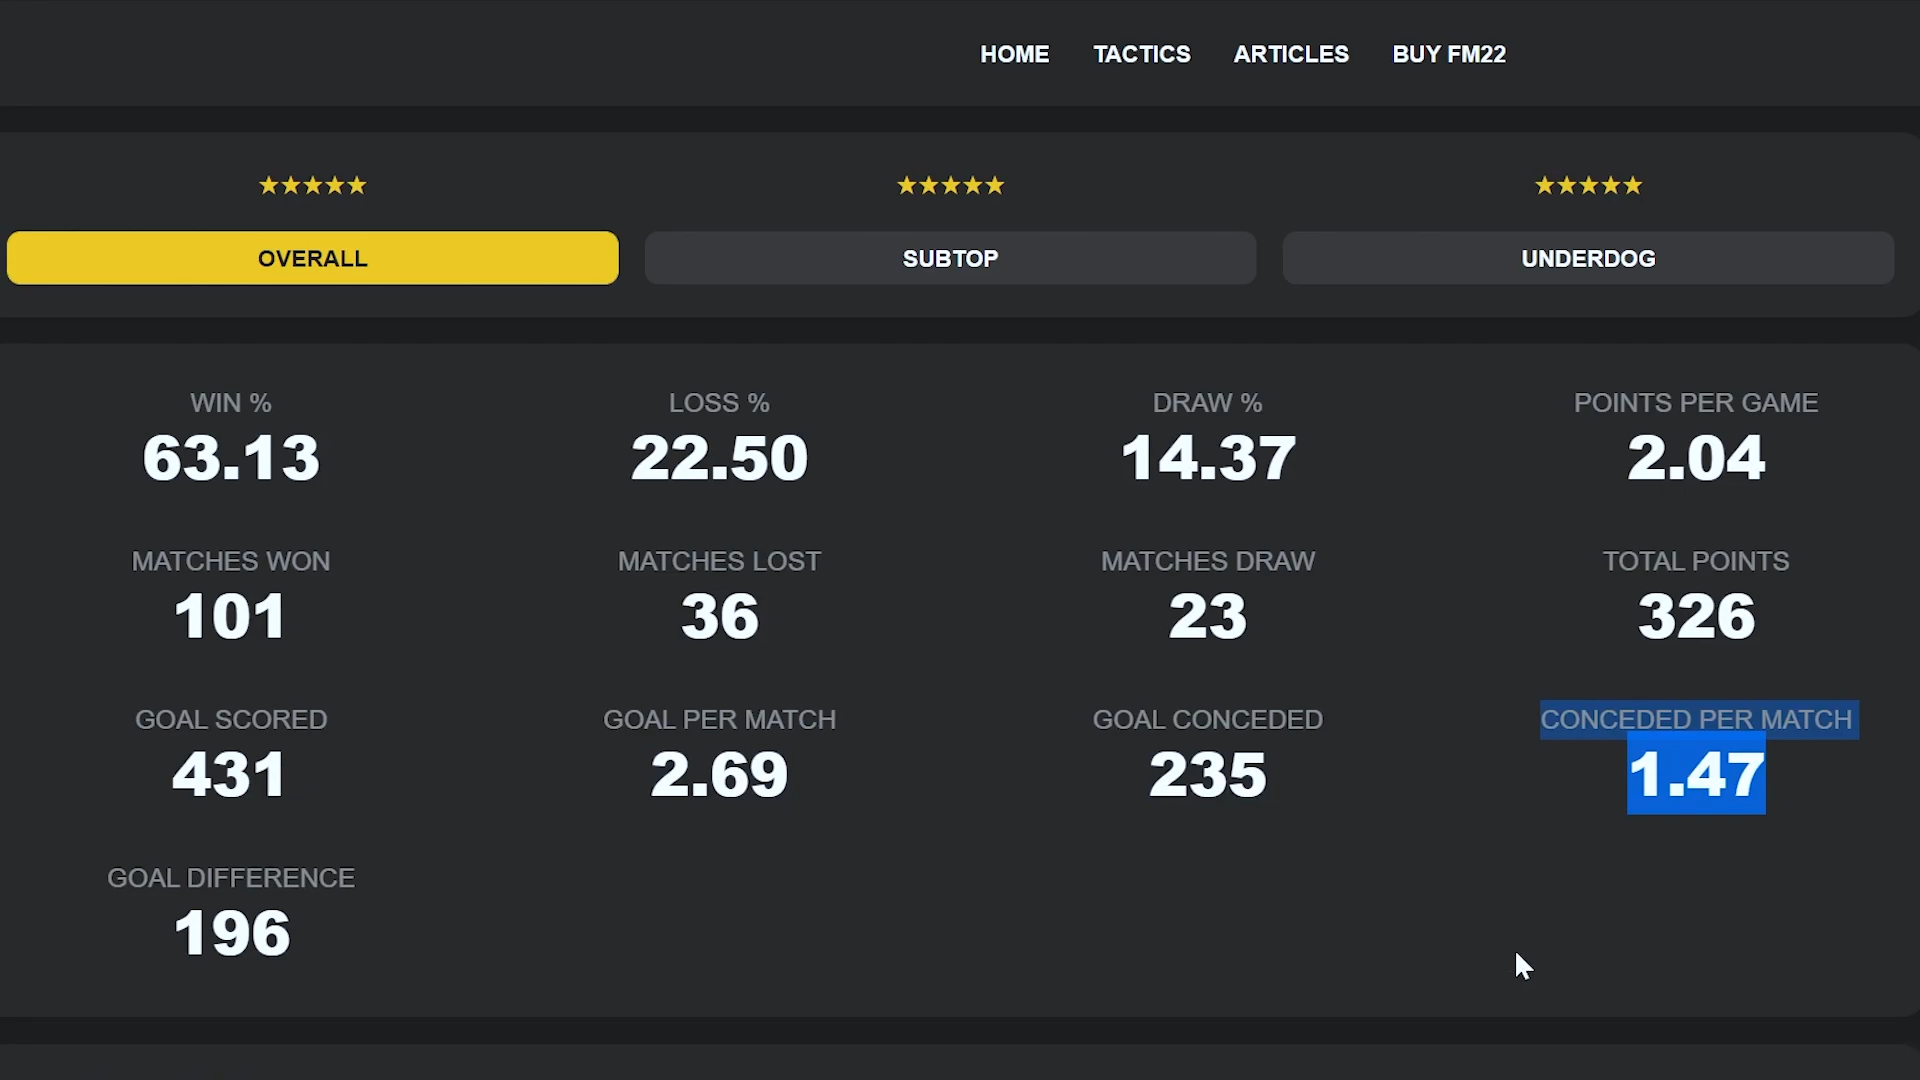 HOME TACTICS ARTICLES BUY FM22
★★★★★ ★★★★★ ★★★★★
OVERALL SUBTOP UNDERDOG
WIN % LOSS % DRAW % POINTS PER GAME
63.13 22.50 14.37 2.04
MATCHES WON MATCHES LOST MATCHES DRAW TOTAL POINTS
101 36 23 326
GOAL SCORED GOAL PER MATCH GOAL CONCEDED CONCEDED PER MATCH
431 2.69 235 1.47
GOAL DIFFERENCE
196